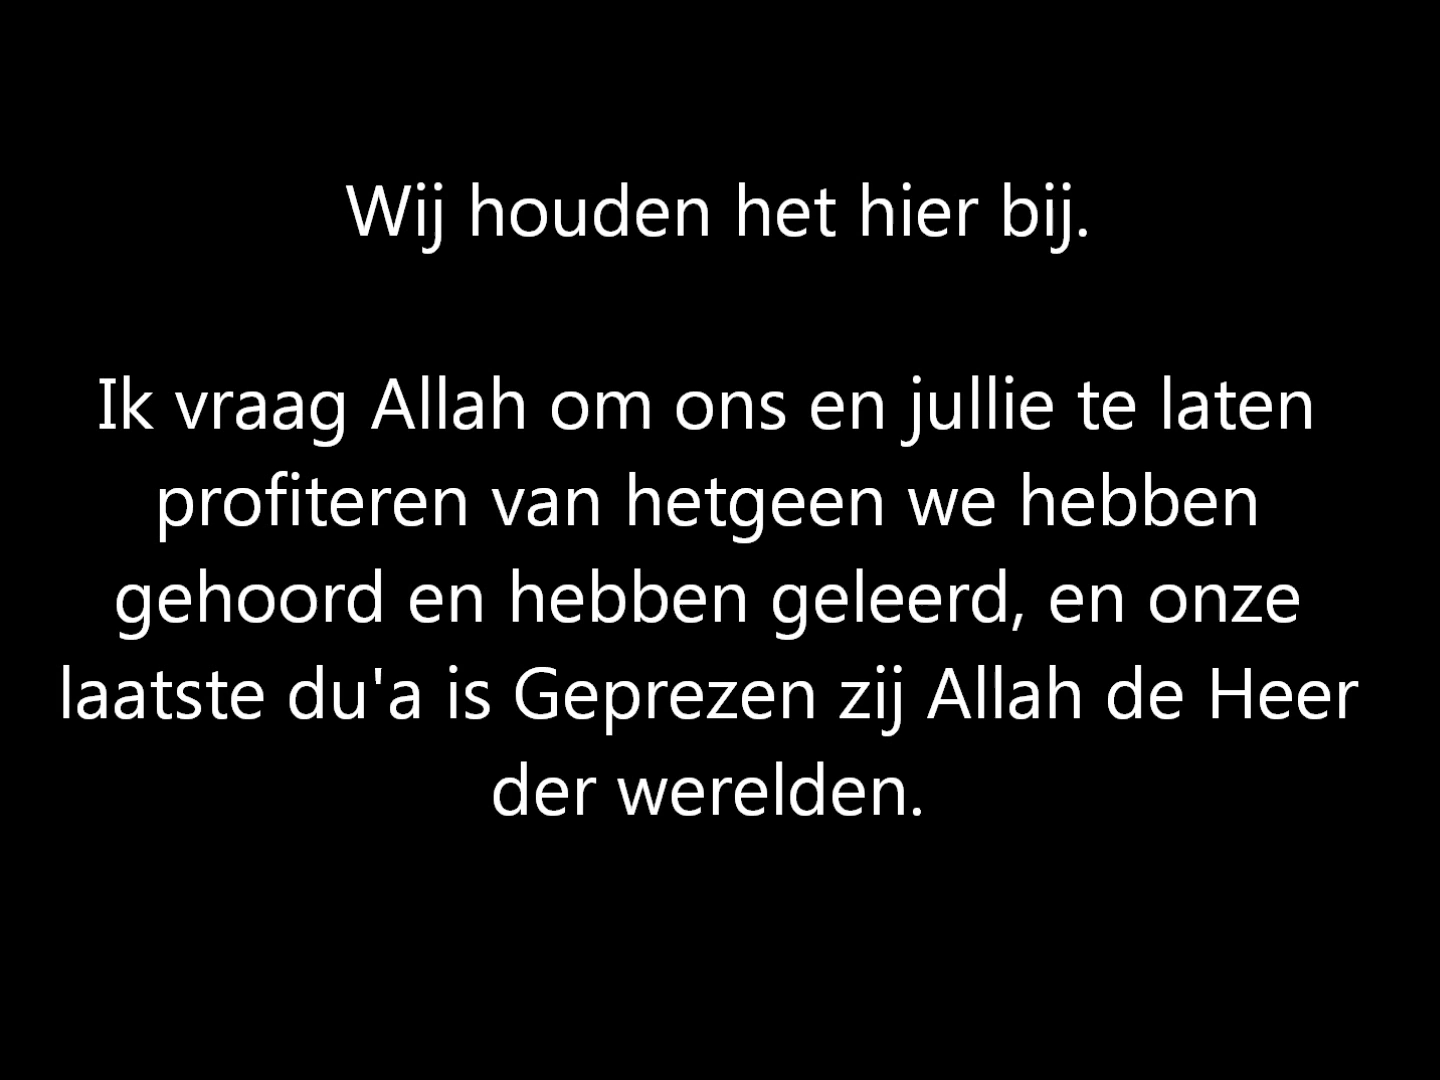 Wij houden het hier bij.
Ik vraag Allah om ons en jullie te laten
profiteren van hetgeen we hebben
gehoord en hebben geleerd, en onze
laatste du'a is Geprezen zij Allah de Heer
der werelden.